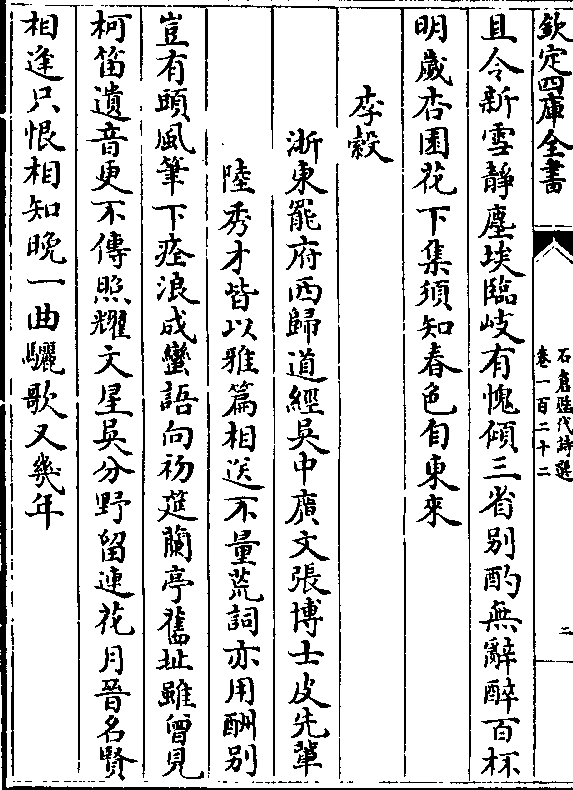 欽定四庫全書
石倉歷代詩選
卷一百二十二
二
且令新雪靜塵埃臨岐有愧傾三省别酌無辭醉百杯
明歲杏園花下集須知春色自東來
李縠
浙東罷府西歸道經吳中廣文張博士皮先軰
陸秀才皆以雅篇相送不量荒詞亦用酬别
豈有頭風筆下痊浪成蠻語向初筵蘭亭舊址雖曾見
柯笛遺音更不傳照耀文星吳分野留連花月晉名賢
相逢只恨相知晚一曲驪歌又幾年